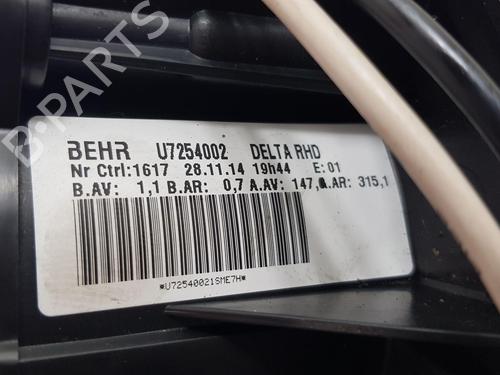 B-PARTS
BEHR U7254002 DELTA RHD
Nr Ctrl:1617 28.11.14 19h44 E:01
B.AV: 1,1 B.AR: 0,7 A.AV: 147, A.AR: 315,1
*U72540021SME7H*